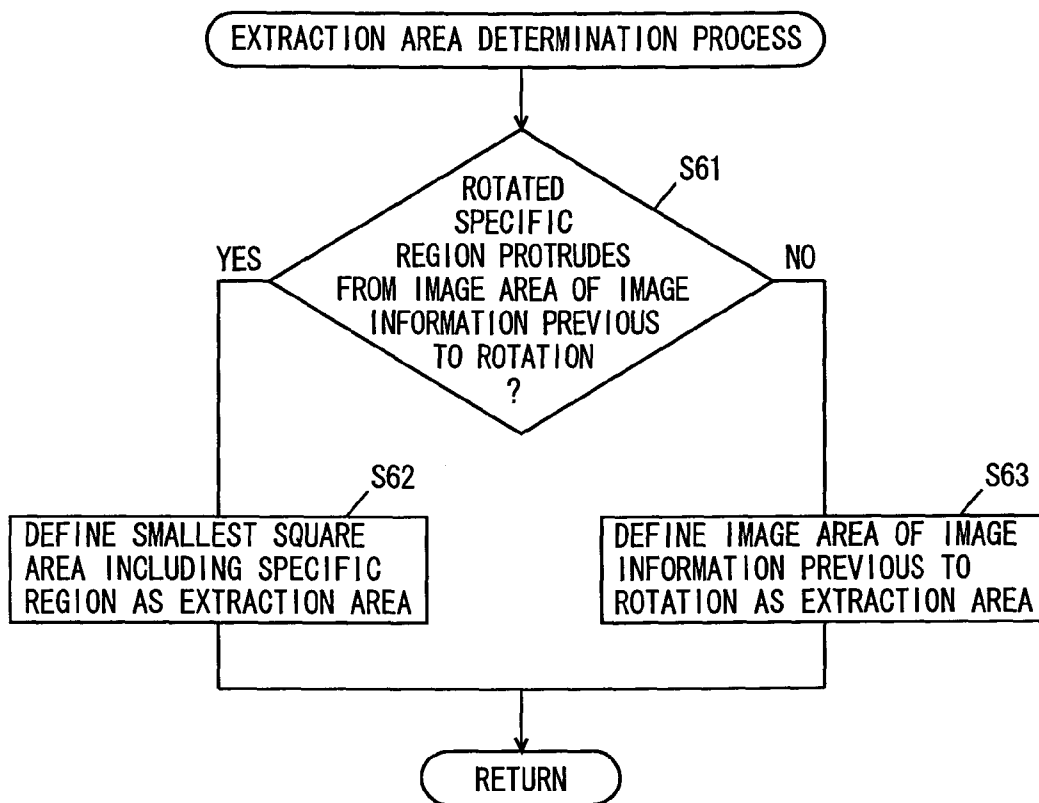 EXTRACTION AREA DETERMINATION PROCESS
S61
ROTATED
SPECIFIC
REGION PROTRUDES
FROM IMAGE AREA OF IMAGE
INFORMATION PREVIOUS
TO ROTATION
?
YES
NO
S62
DEFINE SMALLEST SQUARE
AREA INCLUDING SPECIFIC
REGION AS EXTRACTION AREA
S63
DEFINE IMAGE AREA OF IMAGE
INFORMATION PREVIOUS TO
ROTATION AS EXTRACTION AREA
RETURN